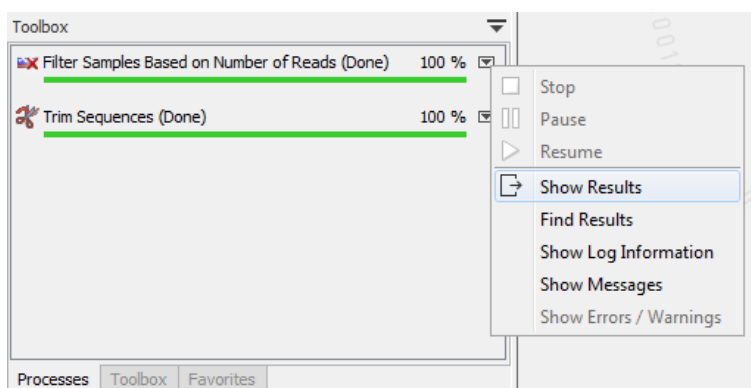 Toolbox
Filter Samples Based on Number of Reads (Done) 100 %
Trim Sequences (Done) 100 %
Stop
Pause
Resume
Show Results
Find Results
Show Log Information
Show Messages
Show Errors / Warnings
Processes Toolbox Favorites